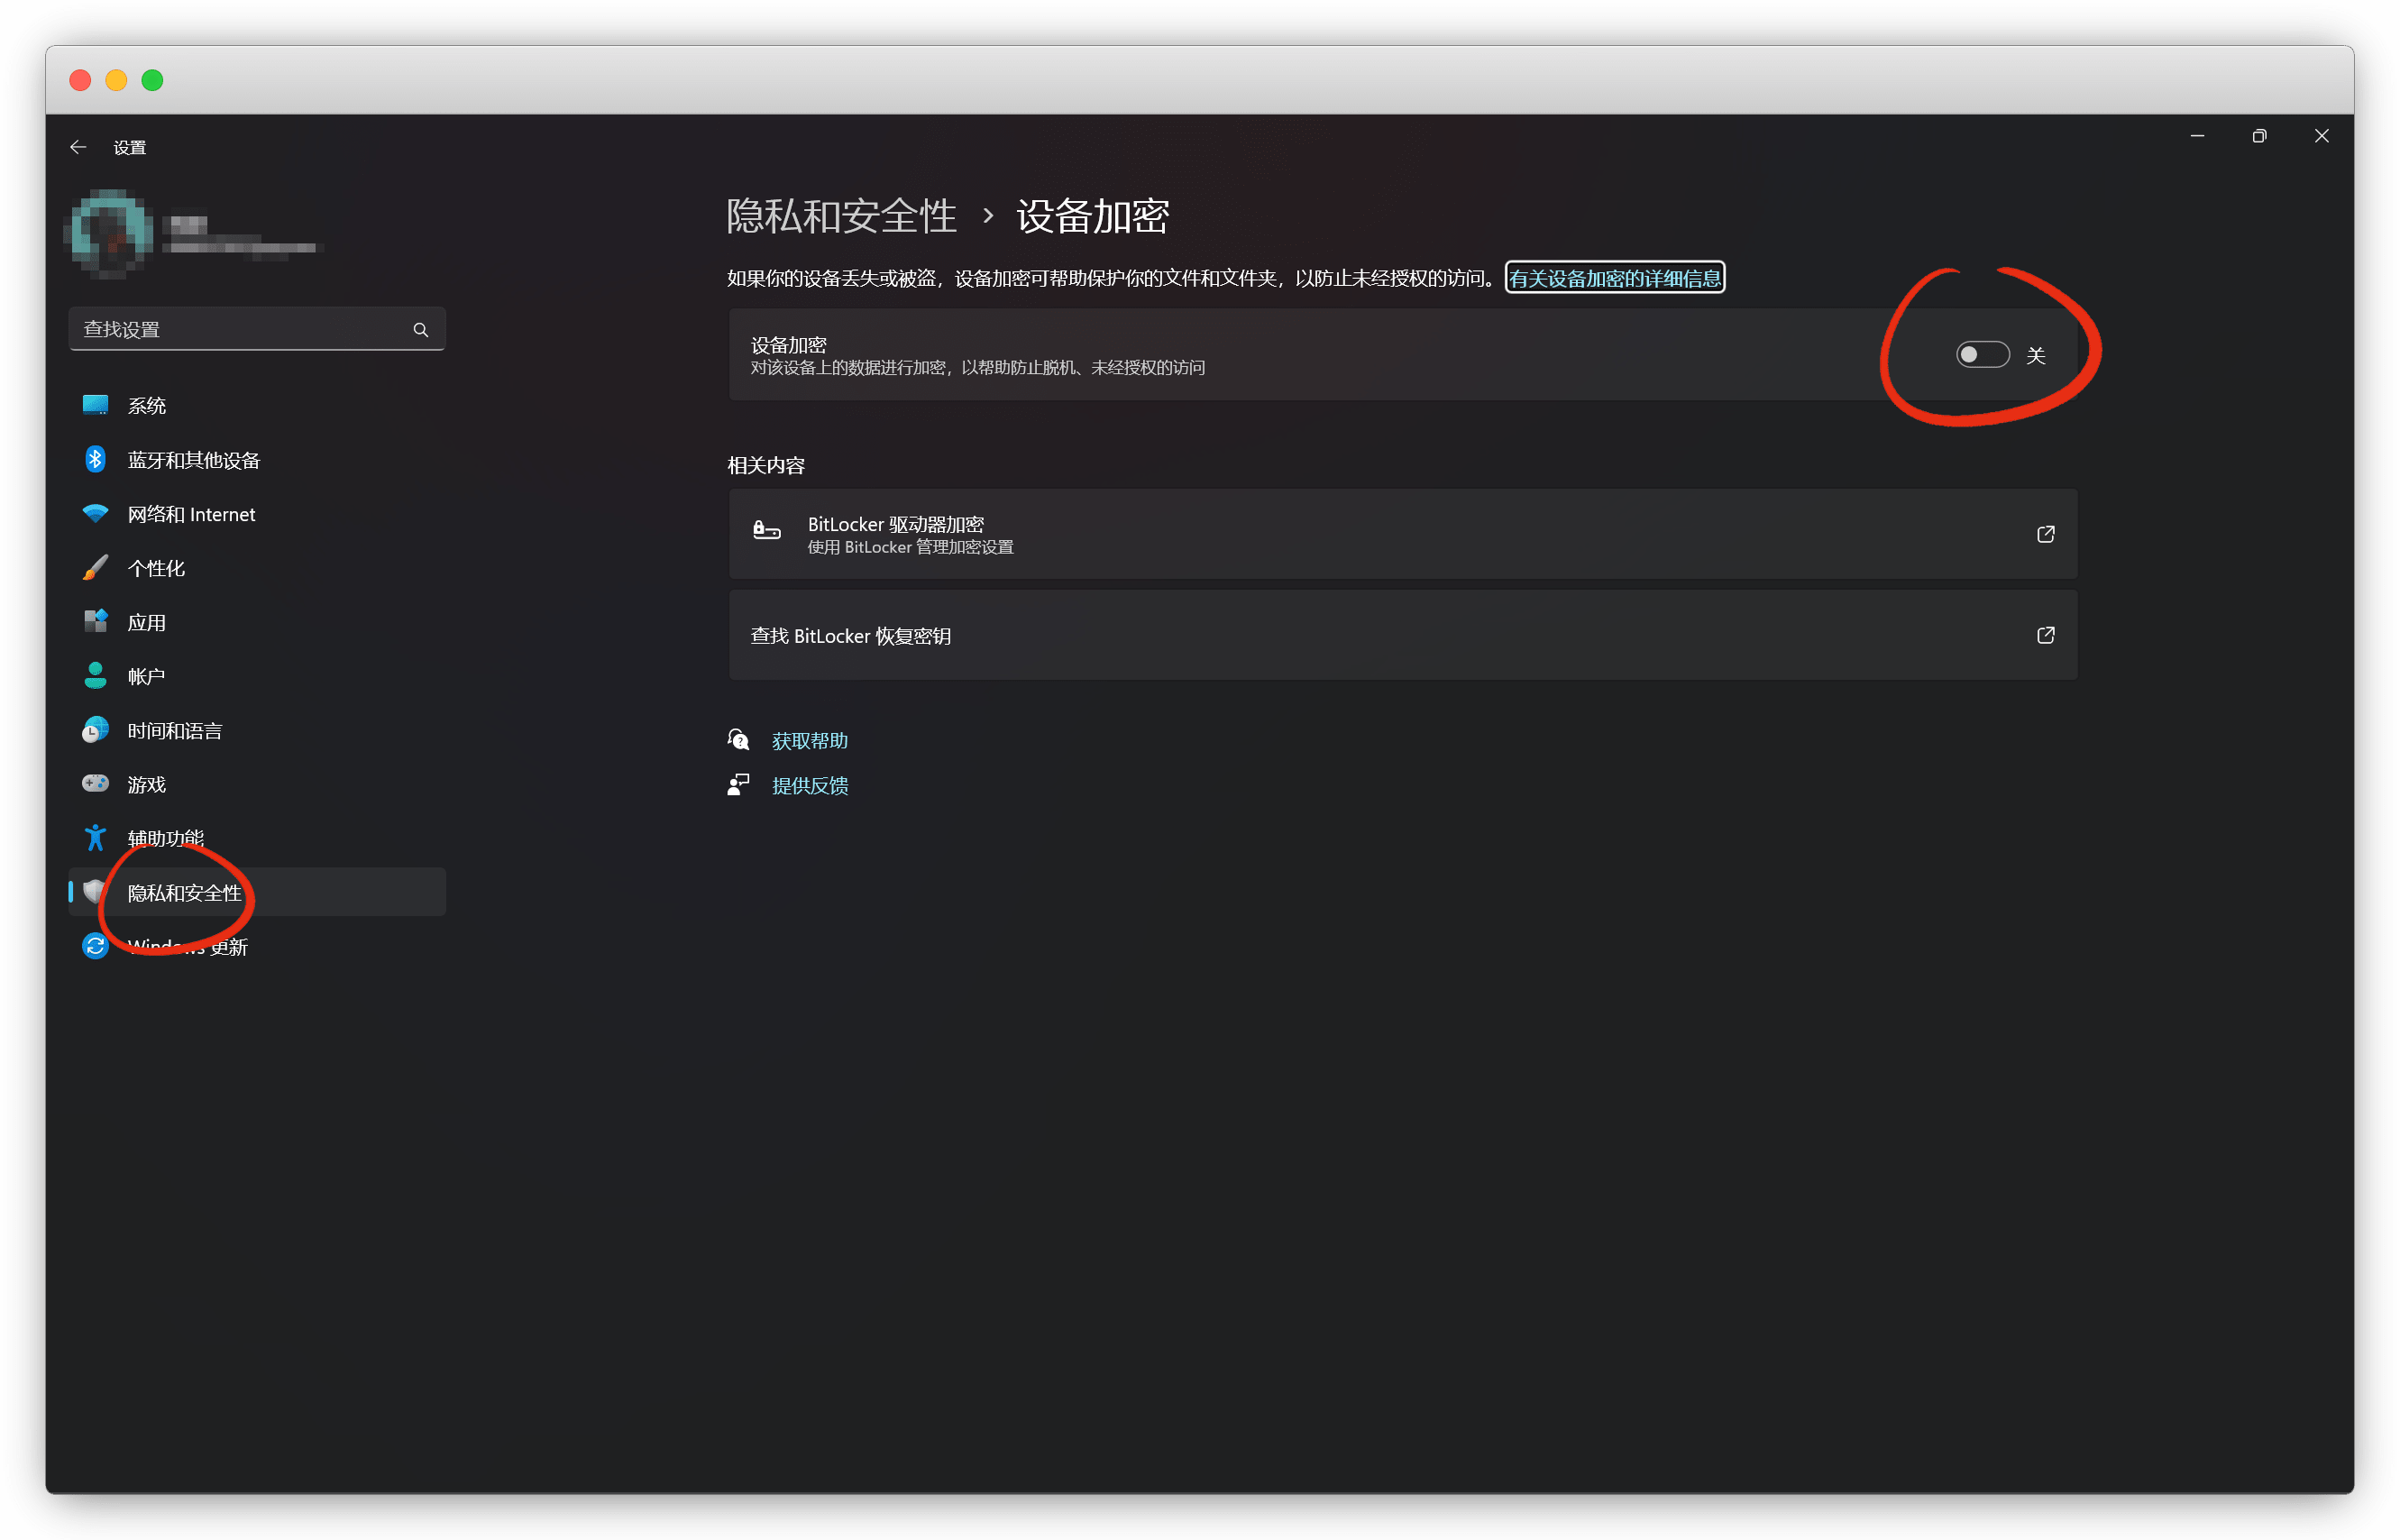 设置
查找设置
系统
蓝牙和其他设备
网络和 Internet
个性化
应用
帐户
时间和语言
游戏
辅助功能
隐私和安全性
Windows 更新
隐私和安全性 › 设备加密
如果你的设备丢失或被盗，设备加密可帮助保护你的文件和文件夹，以防止未经授权的访问。 有关设备加密的详细信息
设备加密
对该设备上的数据进行加密，以帮助防止脱机、未经授权的访问
关
相关内容
BitLocker 驱动器加密
使用 BitLocker 管理加密设置
查找 BitLocker 恢复密钥
获取帮助
提供反馈